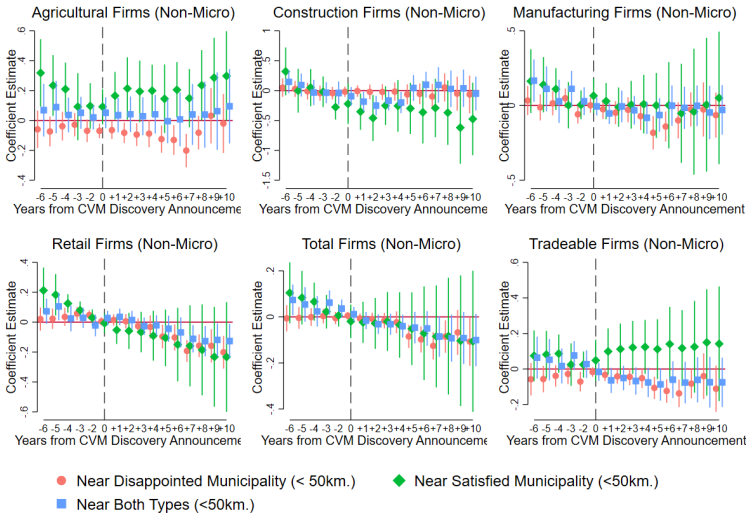 Agricultural Firms (Non-Micro)
Construction Firms (Non-Micro)
Manufacturing Firms (Non-Micro)
Coefficient Estimate
.6
.4
.2
0
-.2
-.4
-6 -5 -4 -3 -2 0 +1 +2 +3 +4 +5 +6 +7 +8 +9 +10
Years from CVM Discovery Announceme
Coefficient Estimate
1
.5
0
-.5
-1
-1.5
-6 -5 -4 -3 -2 0 +1 +2 +3 +4 +5 +6 +7 +8 +9 +10
Years from CVM Discovery Announceme
Coefficient Estimate
.5
0
-.5
-6 -5 -4 -3 -2 0 +1 +2 +3 +4 +5 +6 +7 +8 +9 +10
Years from CVM Discovery Announcement
Retail Firms (Non-Micro)
Total Firms (Non-Micro)
Tradeable Firms (Non-Micro)
Coefficient Estimate
.4
.2
0
-.2
-.4
-.6
-6 -5 -4 -3 -2 0 +1 +2 +3 +4 +5 +6 +7 +8 +9 +10
Years from CVM Discovery Announceme
Coefficient Estimate
.2
0
-.2
-.4
-6 -5 -4 -3 -2 0 +1 +2 +3 +4 +5 +6 +7 +8 +9 +10
Years from CVM Discovery Announceme
Coefficient Estimate
.6
.4
.2
0
-.2
-6 -5 -4 -3 -2 0 +1 +2 +3 +4 +5 +6 +7 +8 +9 +10
Years from CVM Discovery Announcement
Near Disappointed Municipality (< 50km.)
Near Satisfied Municipality (<50km.)
Near Both Types (<50km.)